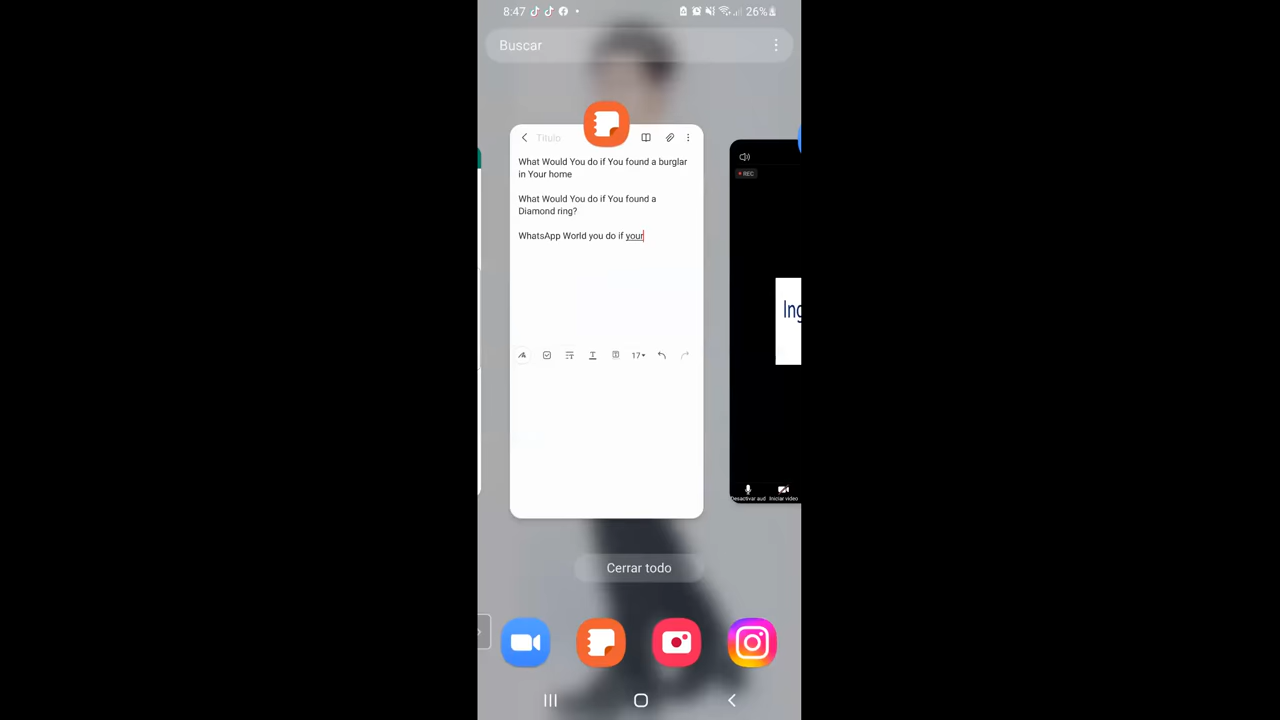 8:47
26%
Buscar
Título
What Would You do if You found a burglar
in Your home
What Would You do if You found a
Diamond ring?
WhatsApp World you do if your
17
REC
Ing
Desactivar aud Iniciar video
Cerrar todo